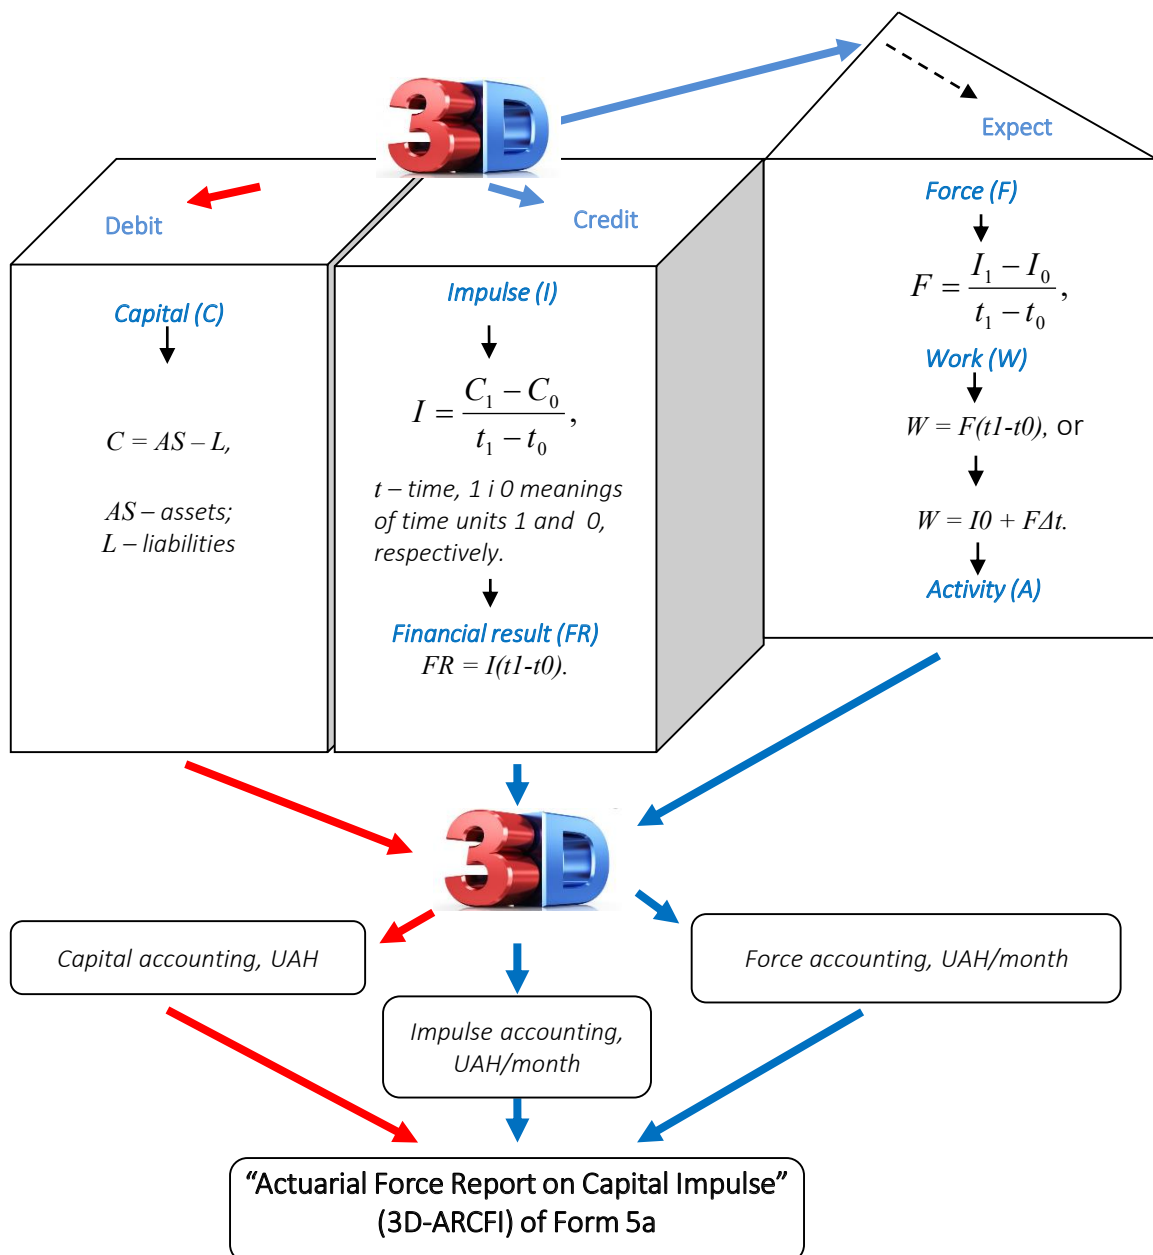 3D
Expect
Debit
Credit
Capital (C)
C = AS – L,
AS – assets;
L – liabilities
Impulse (I)
I = (C₁ − C₀) / (t₁ − t₀),
t – time, 1 i 0 meanings
of time units 1 and 0,
respectively.
Financial result (FR)
FR = I(t1-t0).
Force (F)
F = (I₁ − I₀) / (t₁ − t₀),
Work (W)
W = F(t1-t0), or
W = I0 + FΔt.
Activity (A)
3D
Capital accounting, UAH
Impulse accounting,
UAH/month
Force accounting, UAH/month
“Actuarial Force Report on Capital Impulse”
(3D-ARCFI) of Form 5a